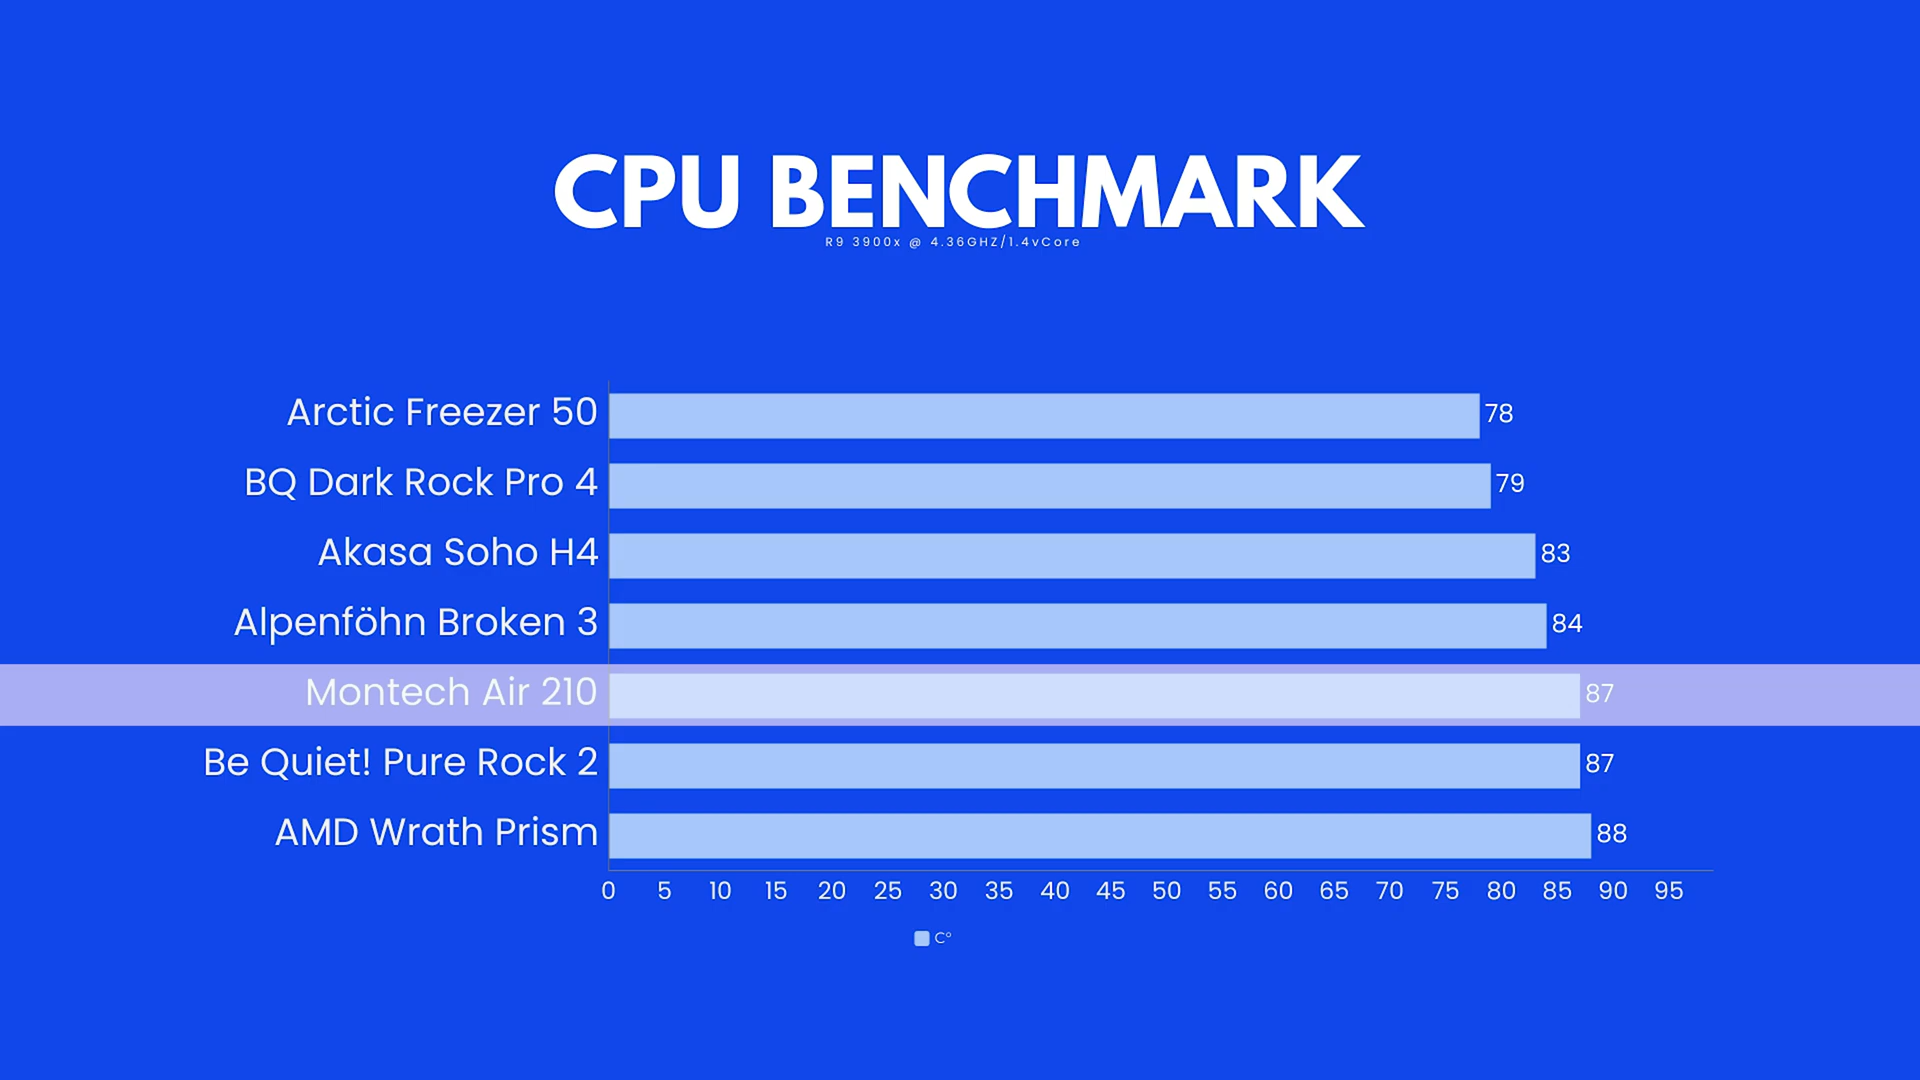 CPU BENCHMARK
R9 3900x @ 4.36GHZ/1.4vCore
Arctic Freezer 50 78
BQ Dark Rock Pro 4 79
Akasa Soho H4 83
Alpenföhn Broken 3 84
Montech Air 210 87
Be Quiet! Pure Rock 2 87
AMD Wrath Prism 88
0 5 10 15 20 25 30 35 40 45 50 55 60 65 70 75 80 85 90 95
C°